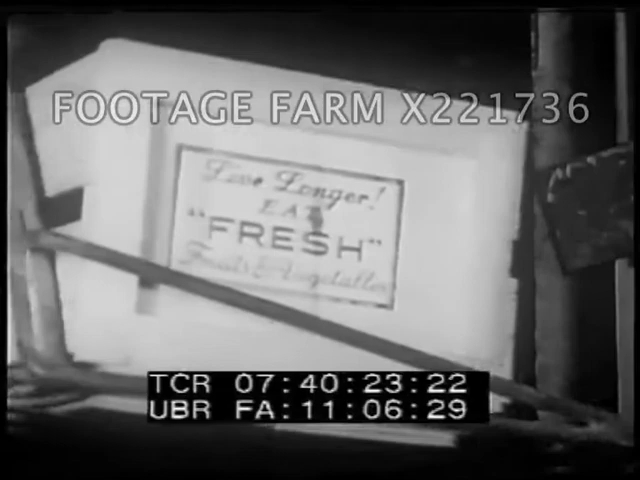 FOOTAGE FARM X221736
Live Longer!
EAT
"FRESH"
Fruits & Vegetables
TCR 07:40:23:22
UBR FA:11:06:29